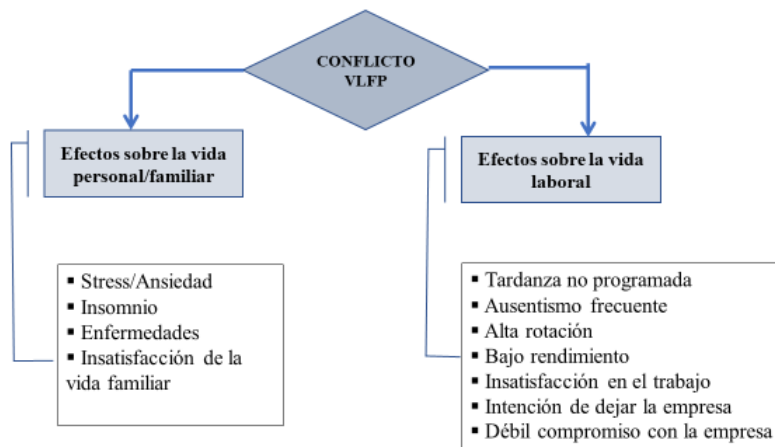 CONFLICTO
VLFP
Efectos sobre la vida
personal/familiar
Efectos sobre la vida
laboral
▪ Stress/Ansiedad
▪ Insomnio
▪ Enfermedades
▪ Insatisfacción de la
vida familiar
▪ Tardanza no programada
▪ Ausentismo frecuente
▪ Alta rotación
▪ Bajo rendimiento
▪ Insatisfacción en el trabajo
▪ Intención de dejar la empresa
▪ Débil compromiso con la empresa